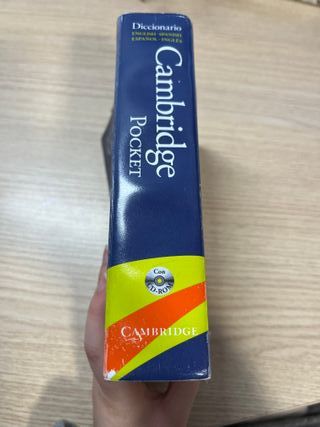 Diccionario
ENGLISH · SPANISH
ESPAÑOL · INGLÉS
Cambridge
POCKET
Con
CD-ROM
CAMBRIDGE